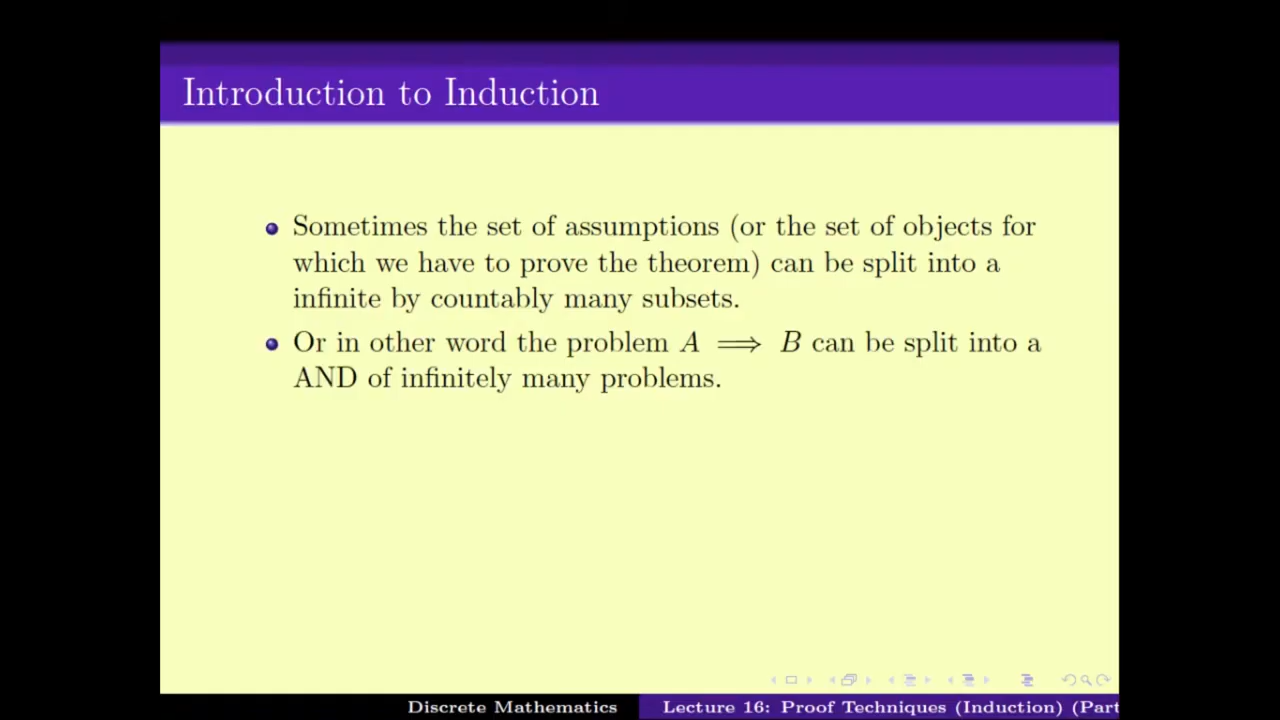 Introduction to Induction
Sometimes the set of assumptions (or the set of objects for
which we have to prove the theorem) can be split into a
infinite by countably many subsets.
Or in other word the problem A ⟹ B can be split into a
AND of infinitely many problems.
Discrete Mathematics
Lecture 16: Proof Techniques (Induction) (Part